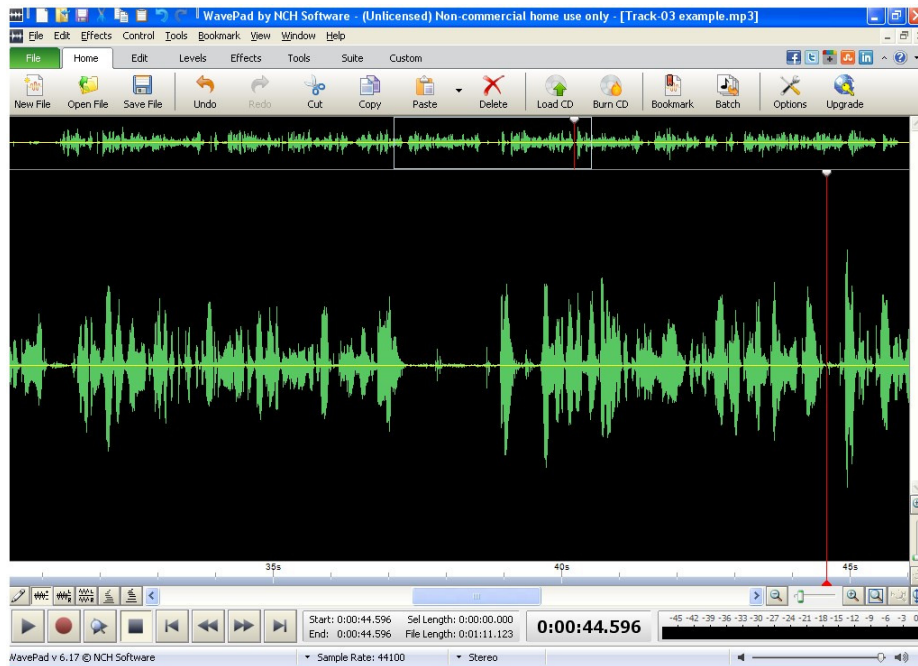 WavePad by NCH Software - (Unlicensed) Non-commercial home use only - [Track-03 example.mp3]
File Edit Effects Control Tools Bookmark View Window Help
File Home Edit Levels Effects Tools Suite Custom
New File Open File Save File Undo Redo Cut Copy Paste Delete Load CD Burn CD Bookmark Batch Options Upgrade
35s 40s 45s
Start: 0:00:44.596 Sel Length: 0:00:00.000
End: 0:00:44.596 File Length: 0:01:11.123
0:00:44.596
-45 -42 -39 -36 -33 -30 -27 -24 -21 -18 -15 -12 -9 -6 -3 0
WavePad v 6.17 © NCH Software Sample Rate: 44100 Stereo